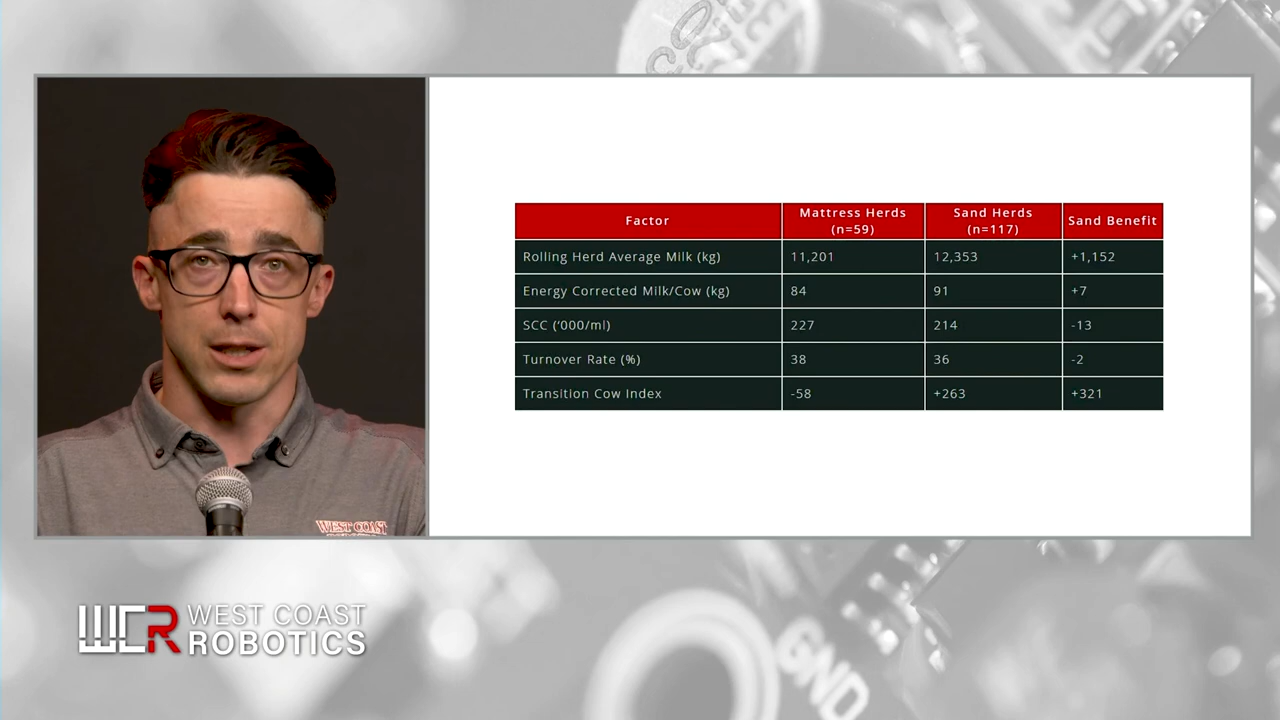 Factor
Mattress Herds
(n=59)
Sand Herds
(n=117)
Sand Benefit
Rolling Herd Average Milk (kg) 11,201 12,353 +1,152
Energy Corrected Milk/Cow (kg) 84 91 +7
SCC (‘000/ml) 227 214 -13
Turnover Rate (%) 38 36 -2
Transition Cow Index -58 +263 +321
WEST COAST
WCR WEST COAST
ROBOTICS
GND